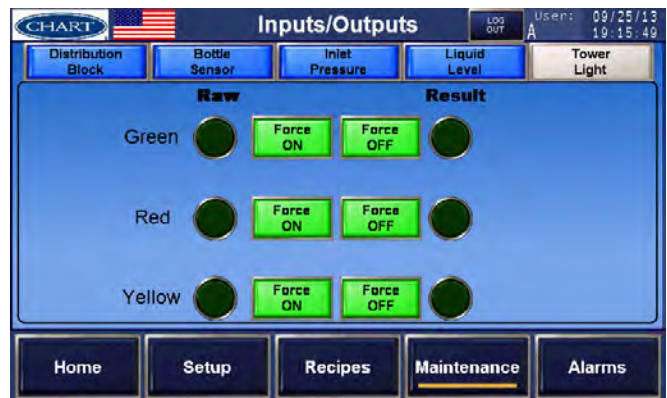 CHART Inputs/Outputs LOG OUT User: A 09/25/13 19:15:49
Distribution Block Bottle Sensor Inlet Pressure Liquid Level Tower Light
Raw Result
Green Force ON Force OFF
Red Force ON Force OFF
Yellow Force ON Force OFF
Home Setup Recipes Maintenance Alarms